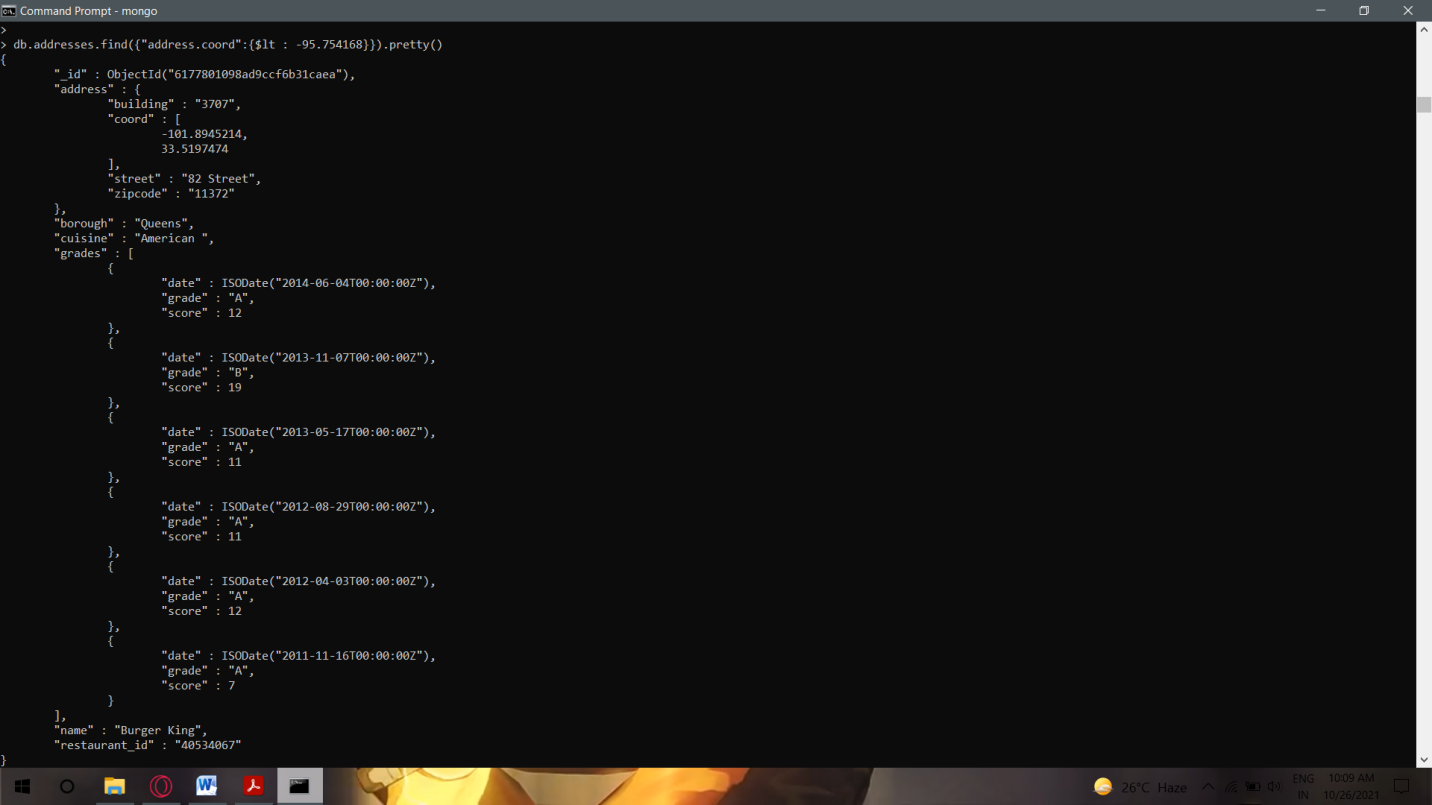 Command Prompt - mongo
>
> db.addresses.find({"address.coord":{$lt : -95.754168}}).pretty()
{
"_id" : ObjectId("6177801098ad9ccf6b31caea"),
"address" : {
"building" : "3707",
"coord" : [
-101.8945214,
33.5197474
],
"street" : "82 Street",
"zipcode" : "11372"
},
"borough" : "Queens",
"cuisine" : "American ",
"grades" : [
{
"date" : ISODate("2014-06-04T00:00:00Z"),
"grade" : "A",
"score" : 12
},
{
"date" : ISODate("2013-11-07T00:00:00Z"),
"grade" : "B",
"score" : 19
},
{
"date" : ISODate("2013-05-17T00:00:00Z"),
"grade" : "A",
"score" : 11
},
{
"date" : ISODate("2012-08-29T00:00:00Z"),
"grade" : "A",
"score" : 11
},
{
"date" : ISODate("2012-04-03T00:00:00Z"),
"grade" : "A",
"score" : 12
},
{
"date" : ISODate("2011-11-16T00:00:00Z"),
"grade" : "A",
"score" : 7
}
],
"name" : "Burger King",
"restaurant_id" : "40534067"
}
26°C Haze
ENG
IN
10:09 AM
10/26/2021